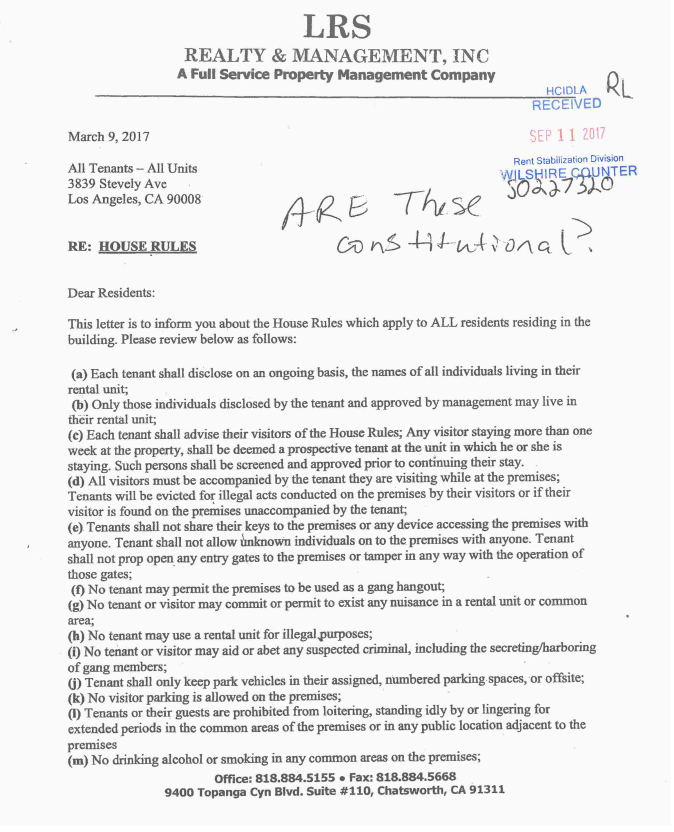 LRS
REALTY & MANAGEMENT, INC
A Full Service Property Management Company
RL
HCIDLA
RECEIVED
March 9, 2017
SEP 11 2017
All Tenants – All Units
3839 Stevely Ave
Los Angeles, CA 90008
Rent Stabilization Division
WILSHIRE COUNTER
SO227320
ARE These
constitutional?
RE: HOUSE RULES
Dear Residents:
This letter is to inform you about the House Rules which apply to ALL residents residing in the
building. Please review below as follows:
(a) Each tenant shall disclose on an ongoing basis, the names of all individuals living in their
rental unit;
(b) Only those individuals disclosed by the tenant and approved by management may live in
their rental unit;
(c) Each tenant shall advise their visitors of the House Rules; Any visitor staying more than one
week at the property, shall be deemed a prospective tenant at the unit in which he or she is
staying. Such persons shall be screened and approved prior to continuing their stay.
(d) All visitors must be accompanied by the tenant they are visiting while at the premises;
Tenants will be evicted for illegal acts conducted on the premises by their visitors or if their
visitor is found on the premises unaccompanied by the tenant;
(e) Tenants shall not share their keys to the premises or any device accessing the premises with
anyone. Tenant shall not allow unknown individuals on to the premises with anyone. Tenant
shall not prop open any entry gates to the premises or tamper in any way with the operation of
those gates;
(f) No tenant may permit the premises to be used as a gang hangout;
(g) No tenant or visitor may commit or permit to exist any nuisance in a rental unit or common
area;
(h) No tenant may use a rental unit for illegal purposes;
(i) No tenant or visitor may aid or abet any suspected criminal, including the secreting/harboring
of gang members;
(j) Tenant shall only keep park vehicles in their assigned, numbered parking spaces, or offsite;
(k) No visitor parking is allowed on the premises;
(l) Tenants or their guests are prohibited from loitering, standing idly by or lingering for
extended periods in the common areas of the premises or in any public location adjacent to the
premises
(m) No drinking alcohol or smoking in any common areas on the premises;
Office: 818.884.5155 • Fax: 818.884.5668
9400 Topanga Cyn Blvd. Suite #110, Chatsworth, CA 91311